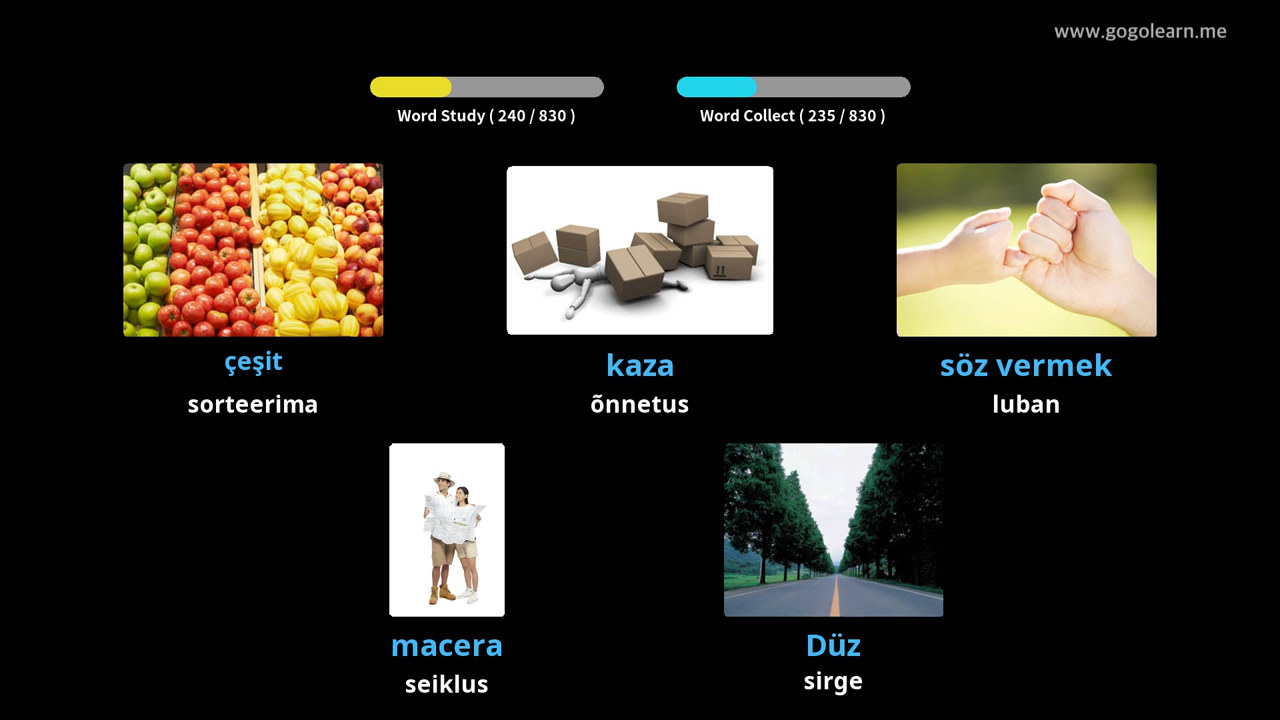 www.gogolearn.me
Word Study ( 240 / 830 )
Word Collect ( 235 / 830 )
çeşit
sorteerima
kaza
õnnetus
söz vermek
luban
macera
seiklus
Düz
sirge